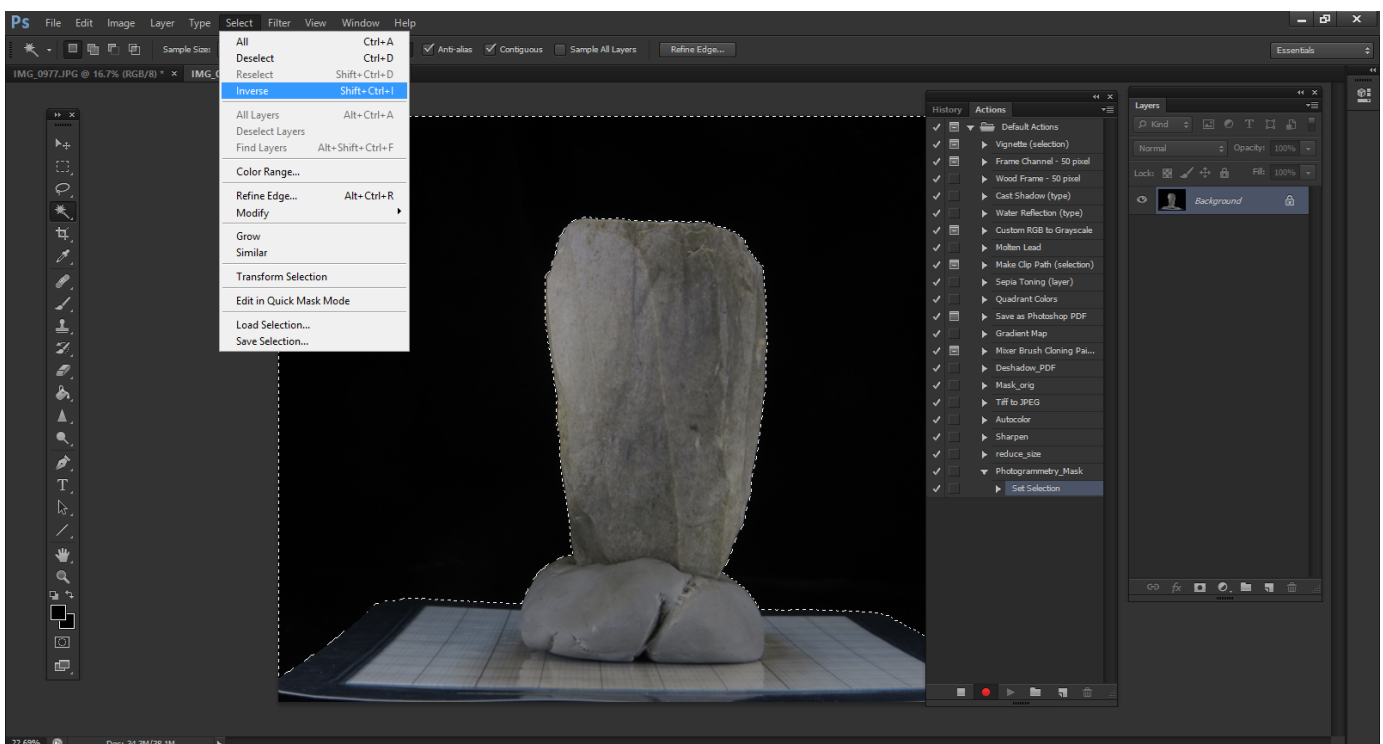 Ps File Edit Image Layer Type Select Filter View Window Help
Sample Size: Anti-alias Contiguous Sample All Layers Refine Edge... Essentials
IMG_0977.JPG @ 16.7% (RGB/8) * ×
All Ctrl+A
Deselect Ctrl+D
Reselect Shift+Ctrl+D
Inverse Shift+Ctrl+I
All Layers Alt+Ctrl+A
Deselect Layers
Find Layers Alt+Shift+Ctrl+F
Color Range...
Refine Edge... Alt+Ctrl+R
Modify
Grow
Similar
Transform Selection
Edit in Quick Mask Mode
Load Selection...
Save Selection...
History Actions
Default Actions
Vignette (selection)
Frame Channel - 50 pixel
Wood Frame - 50 pixel
Cast Shadow (type)
Water Reflection (type)
Custom RGB to Grayscale
Molten Lead
Make Clip Path (selection)
Sepia Toning (layer)
Quadrant Colors
Save as Photoshop PDF
Gradient Map
Mixer Brush Cloning Pai...
Deshadow_PDF
Mask_orig
Tiff to JPEG
Autocolor
Sharpen
reduce_size
Photogrammetry_Mask
Set Selection
Layers
Kind
Normal Opacity: 100%
Lock: Fill: 100%
Background